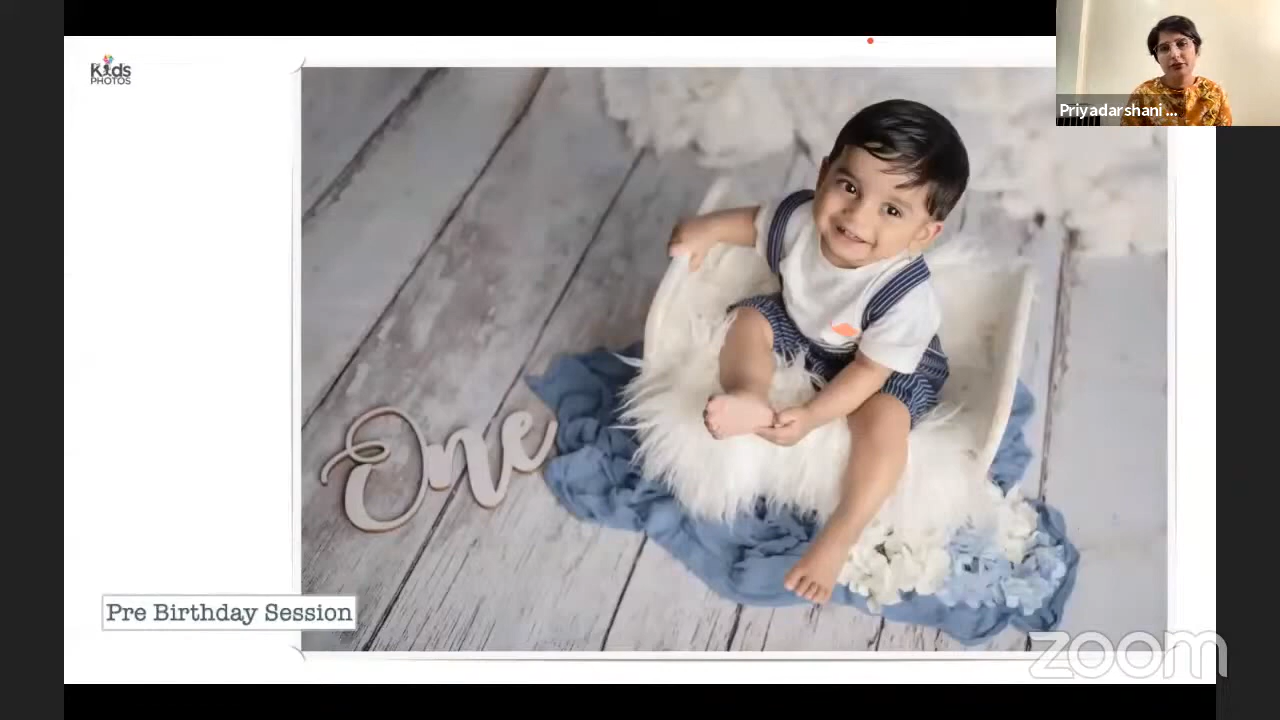 Kids
PHOTOS
Priyadarshani ...
One
Pre Birthday Session
zoom